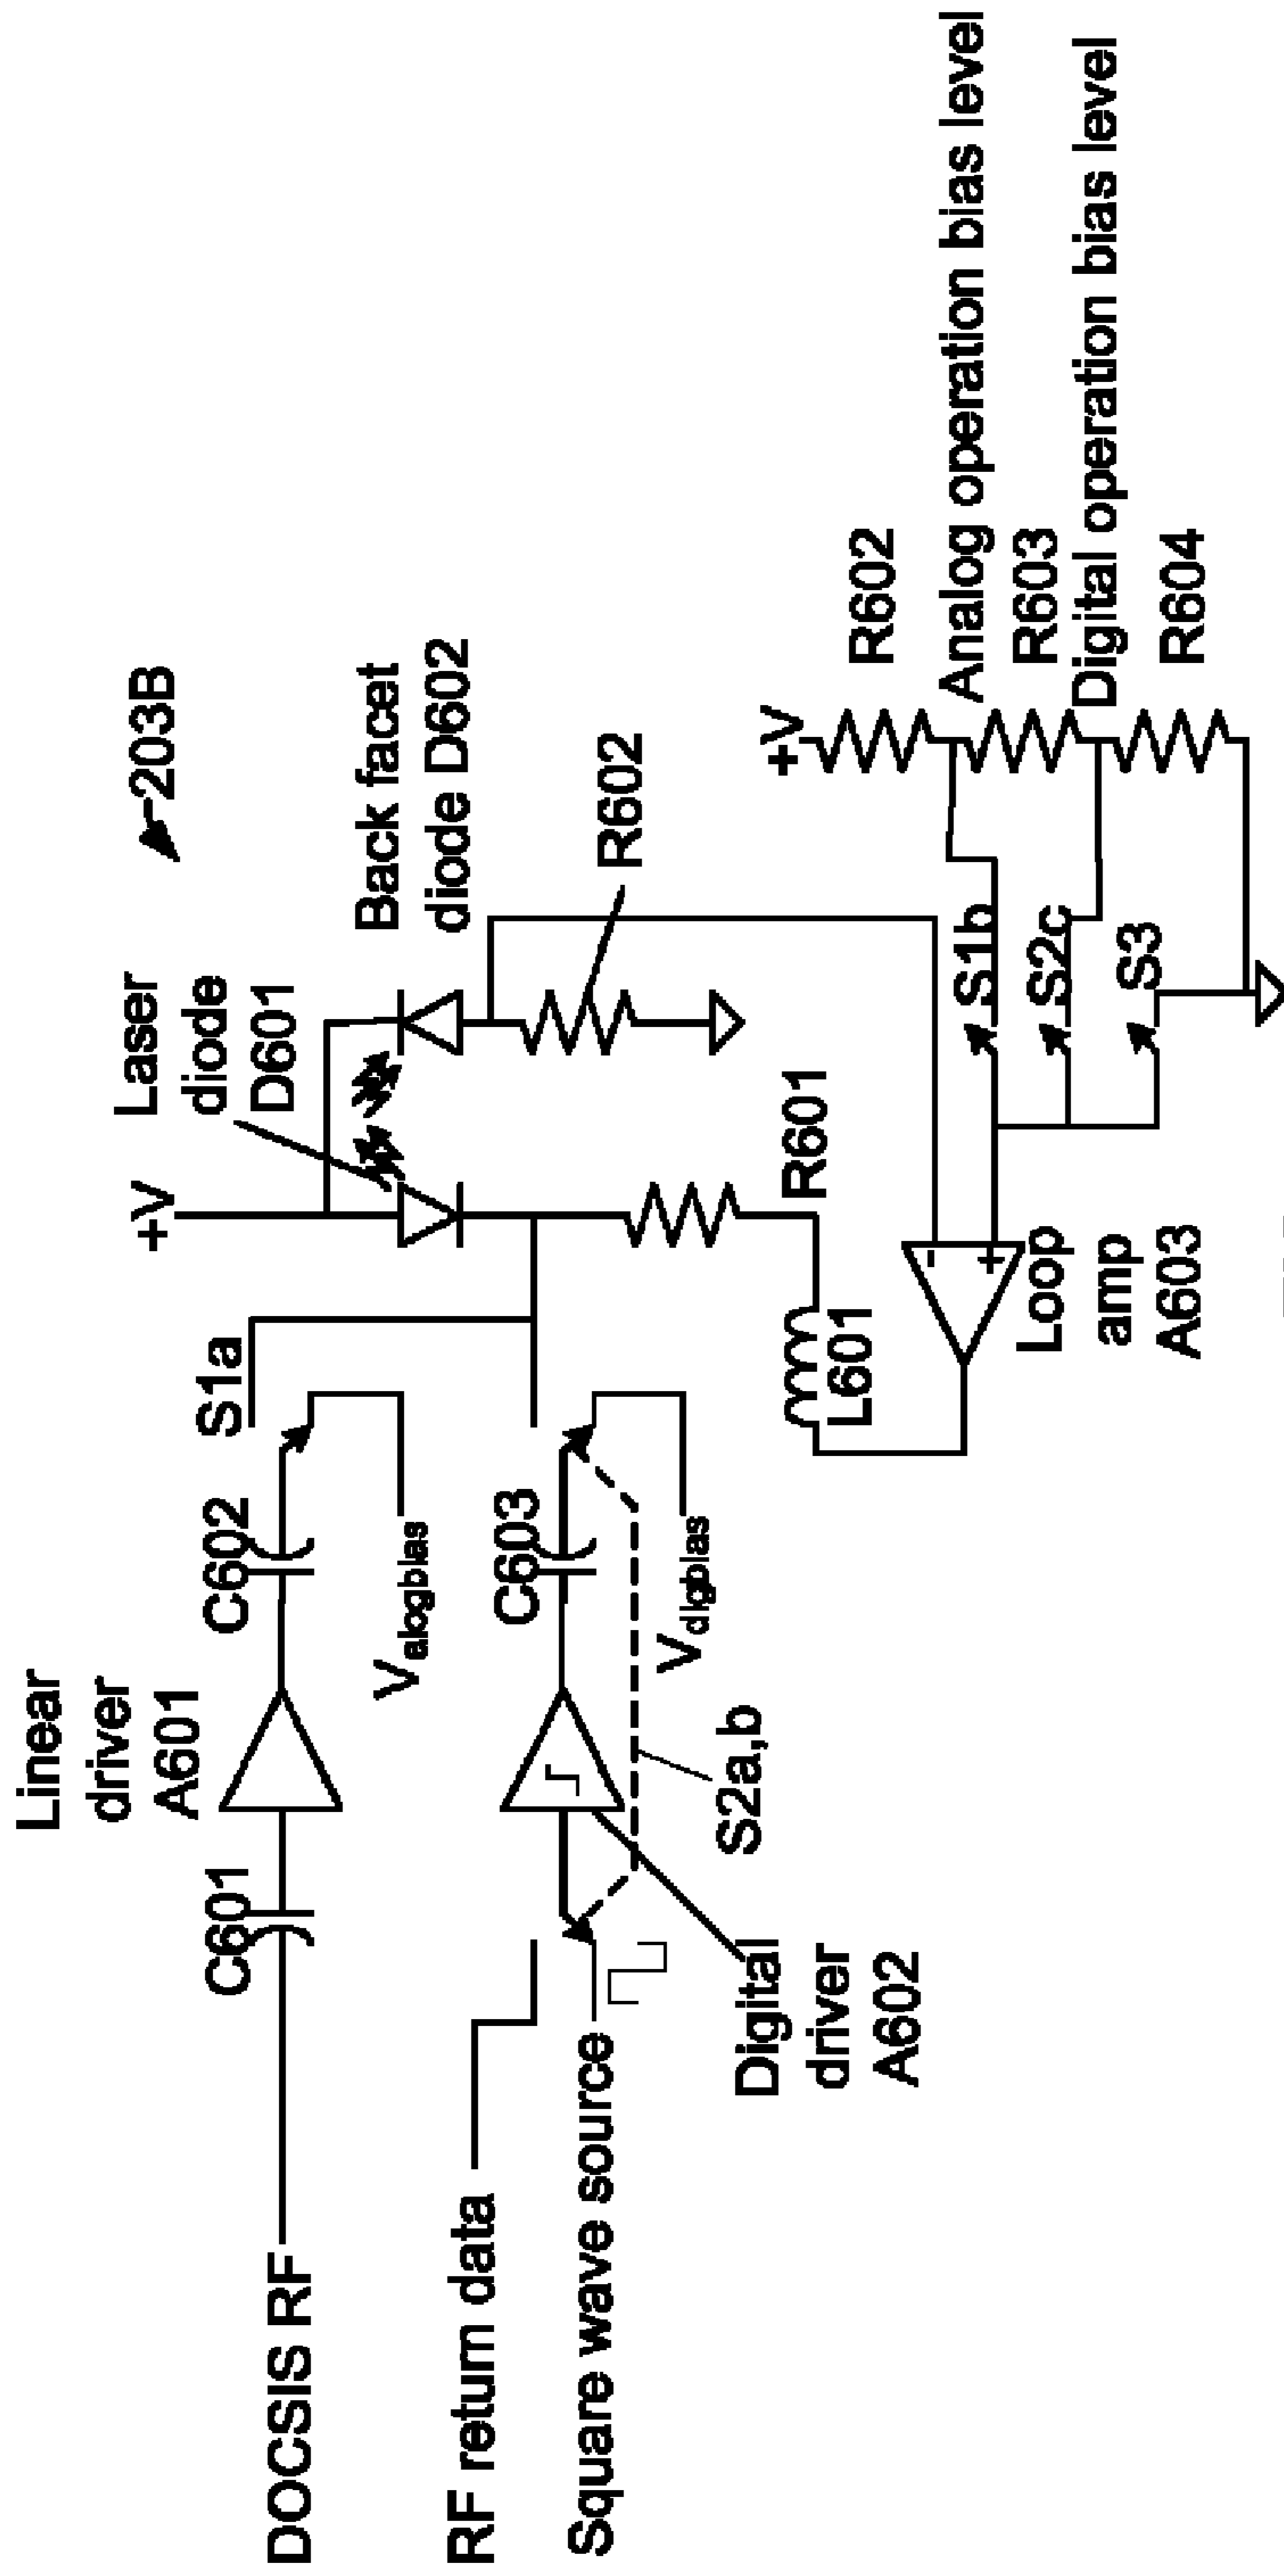 203B
Linear
driver
A601
C601
C602
S1a
+V
Laser
diode
D601
Back facet
diode D602
DOCSIS RF
Valogbias
RF return data
C603
R602
Square wave source
Vdigbias
S2a,b
Digital
driver
A602
R601
L601
+V
R602
Analog operation bias level
R603
Digital operation bias level
R604
S1b
S2c
S3
-
+
Loop
amp
A603